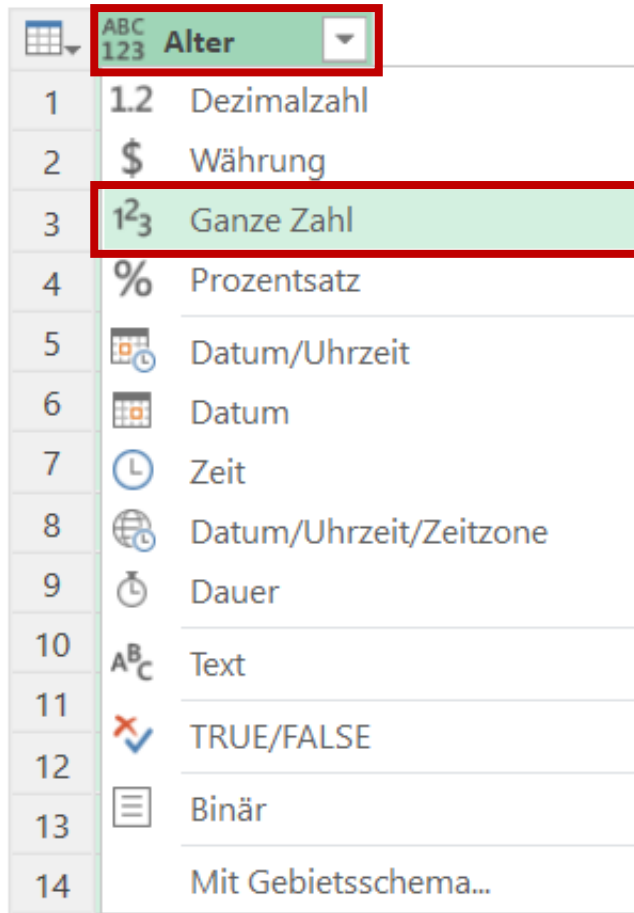 ABC
123 Alter
1 1.2 Dezimalzahl
2 $ Währung
3 123 Ganze Zahl
4 % Prozentsatz
5 Datum/Uhrzeit
6 Datum
7 Zeit
8 Datum/Uhrzeit/Zeitzone
9 Dauer
10 ABC Text
11
TRUE/FALSE
12
Binär
13
14 Mit Gebietsschema...